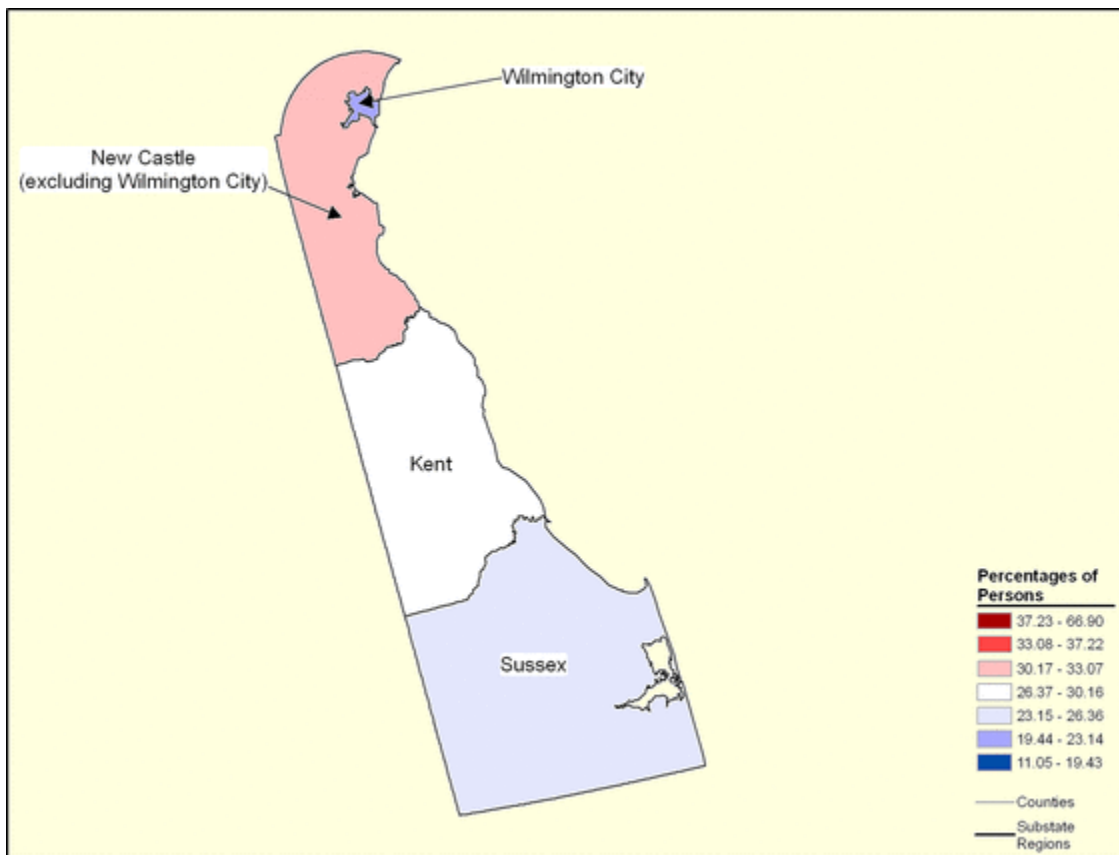 Wilmington City
New Castle
(excluding Wilmington City)
Kent
Sussex
Percentages of
Persons
37.23 - 66.90
33.08 - 37.22
30.17 - 33.07
26.37 - 30.16
23.15 - 26.36
19.44 - 23.14
11.05 - 19.43
Counties
Substate
Regions